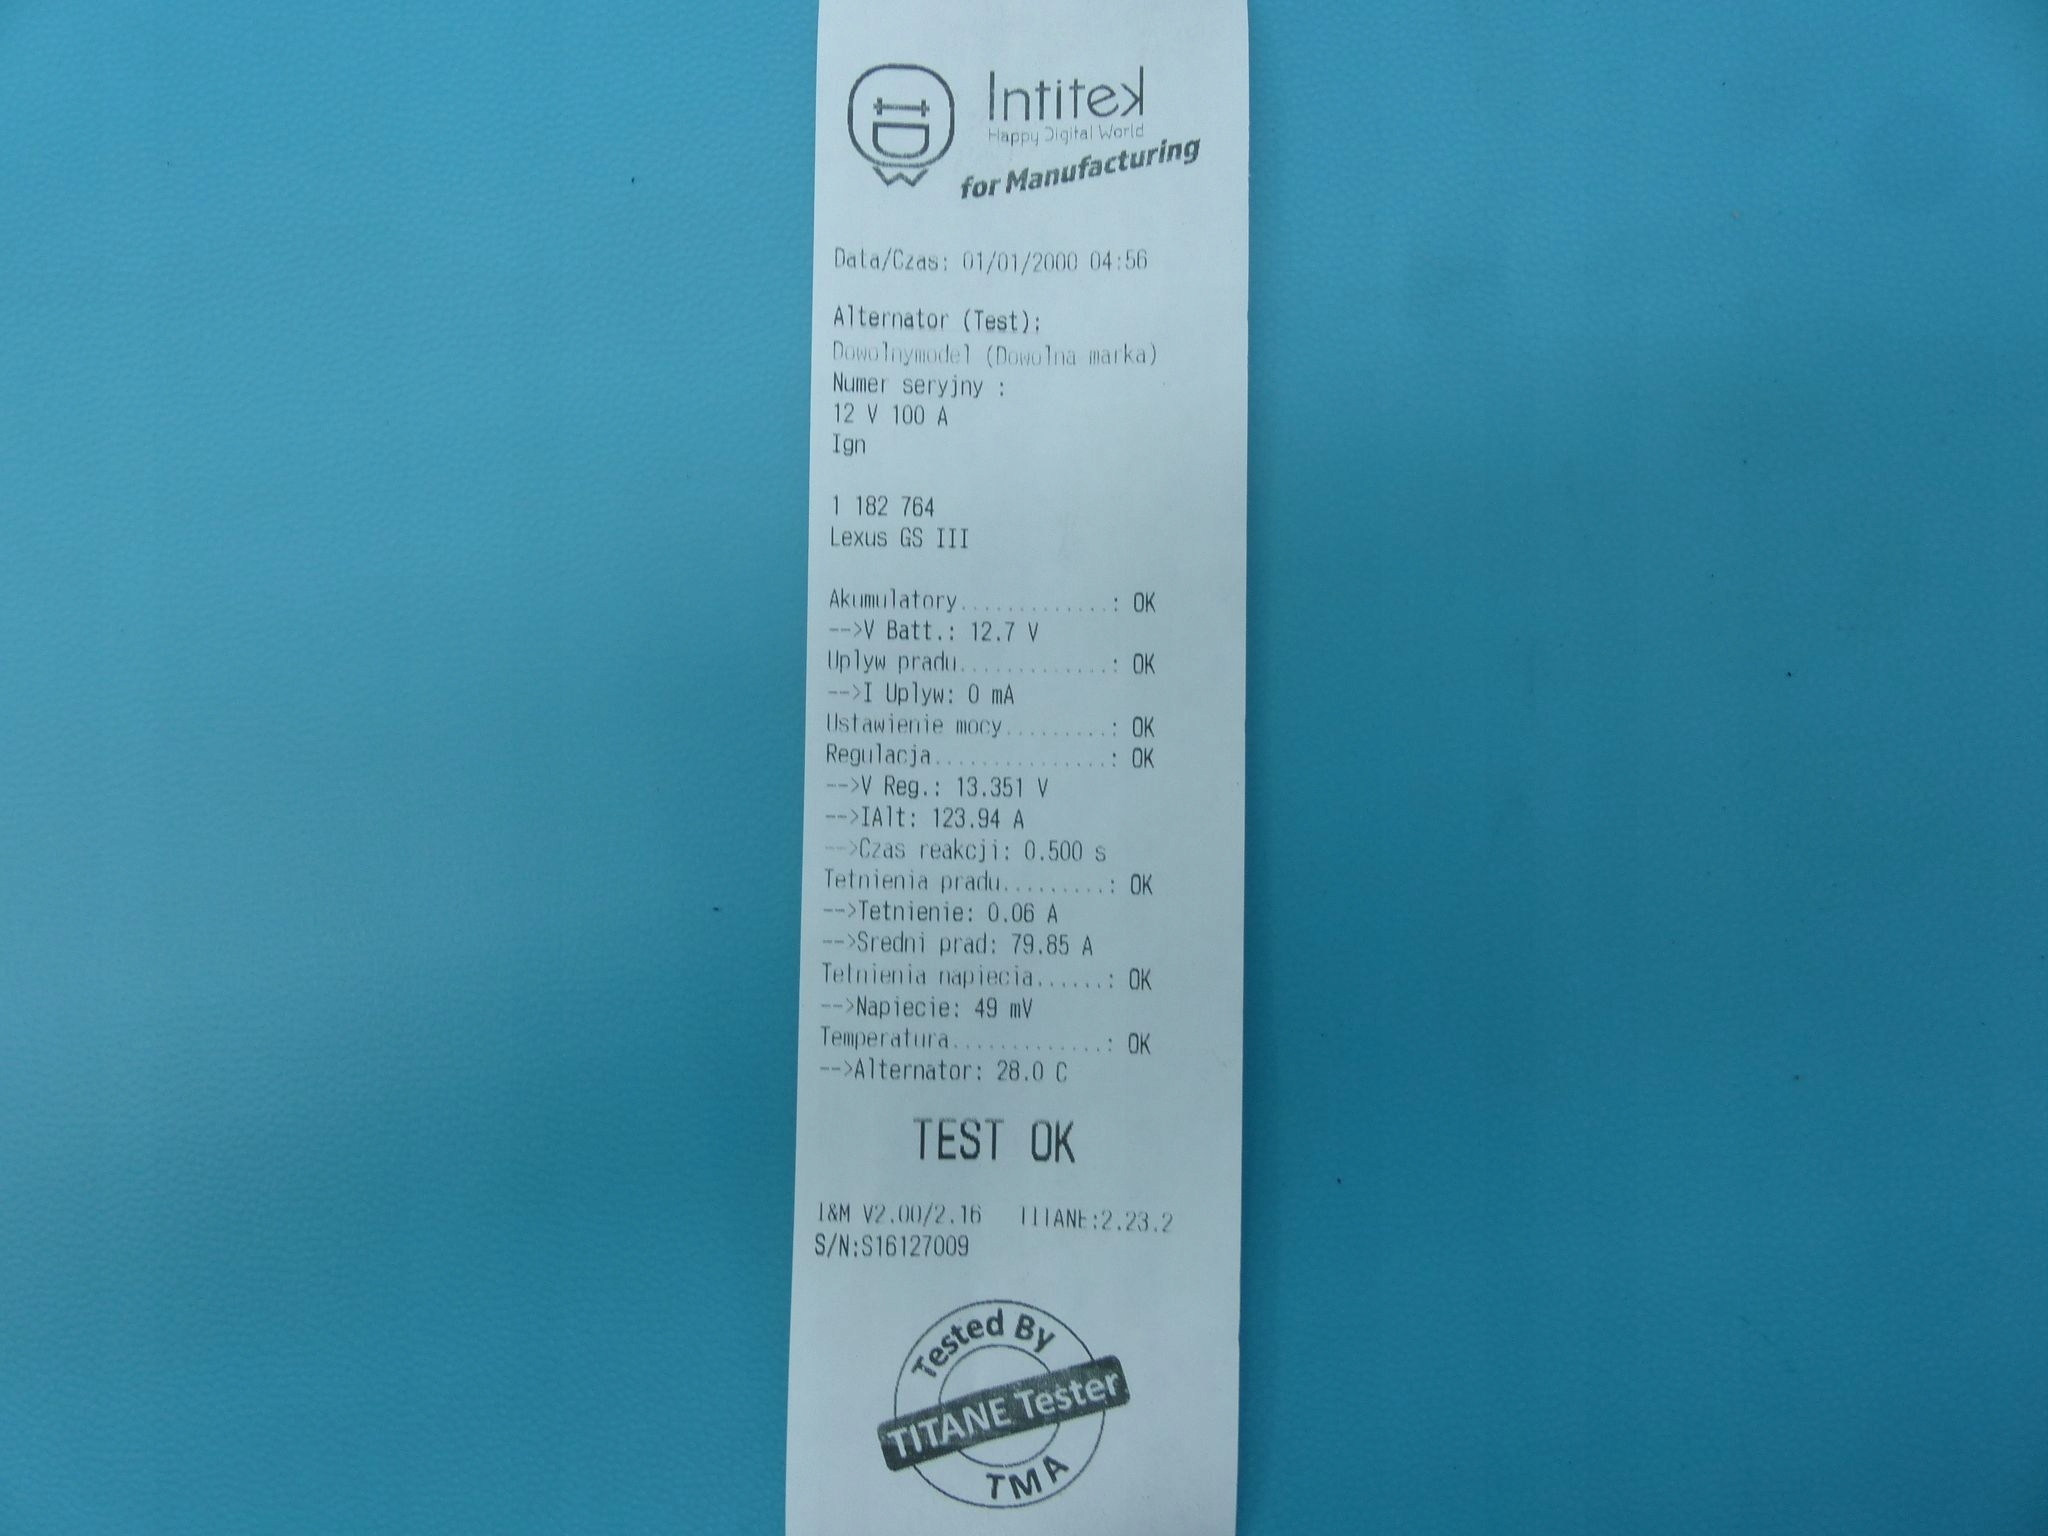 Intitek
Happy Digital World
for Manufacturing
Data/Czas: 01/01/2000 04:56
Alternator (Test):
Dowolnymodel (Dowolna marka)
Numer seryjny :
12 V 100 A
Ign
1 182 764
Lexus GS III
Akumulatory.............: OK
-->V Batt.: 12.7 V
Uplyw pradu.............: OK
-->I Uplyw: 0 mA
Ustawienie mocy.........: OK
Regulacja...............: OK
-->V Reg.: 13.351 V
-->IAlt: 123.94 A
-->Czas reakcji: 0.500 s
Tetnienia pradu.........: OK
-->Tetnienie: 0.06 A
-->Sredni prad: 79.85 A
Tetnienia napiecia......: OK
-->Napiecie: 49 mV
Temperatura.............: OK
-->Alternator: 28.0 C
TEST OK
I&M V2.00/2.16 TITANE:2.23.2
S/N:S16127009
Tested By
TITANE Tester
TMA